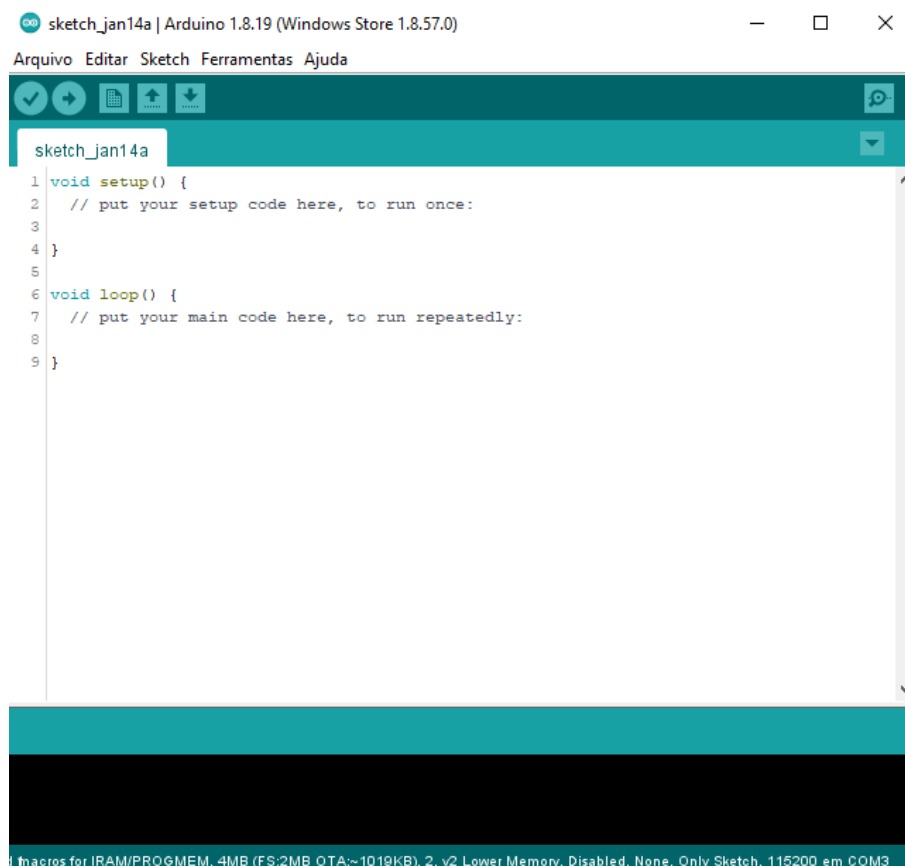 sketch_jan14a | Arduino 1.8.19 (Windows Store 1.8.57.0)
Arquivo Editar Sketch Ferramentas Ajuda
sketch_jan14a
1 void setup() {
2 // put your setup code here, to run once:
3
4 }
5
6 void loop() {
7 // put your main code here, to run repeatedly:
8
9 }
macros for IRAM/PROGMEM, 4MB (FS:2MB OTA:~1019KB), 2, v2 Lower Memory, Disabled, None, Only Sketch, 115200 em COM3